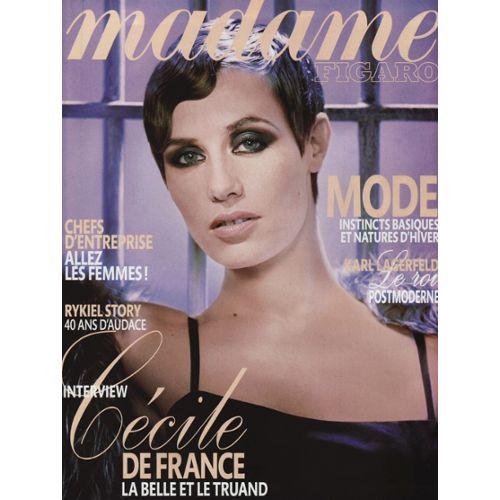 madame
FIGARO
MODE
INSTINCTS BASIQUES
ET NATURES D'HIVER
KARL LAGERFELD
Le roi
POSTMODERNE
CHEFS
D'ENTREPRISE
ALLEZ
LES FEMMES !
RYKIEL STORY
40 ANS D'AUDACE
INTERVIEW
Cécile
DE FRANCE
LA BELLE ET LE TRUAND